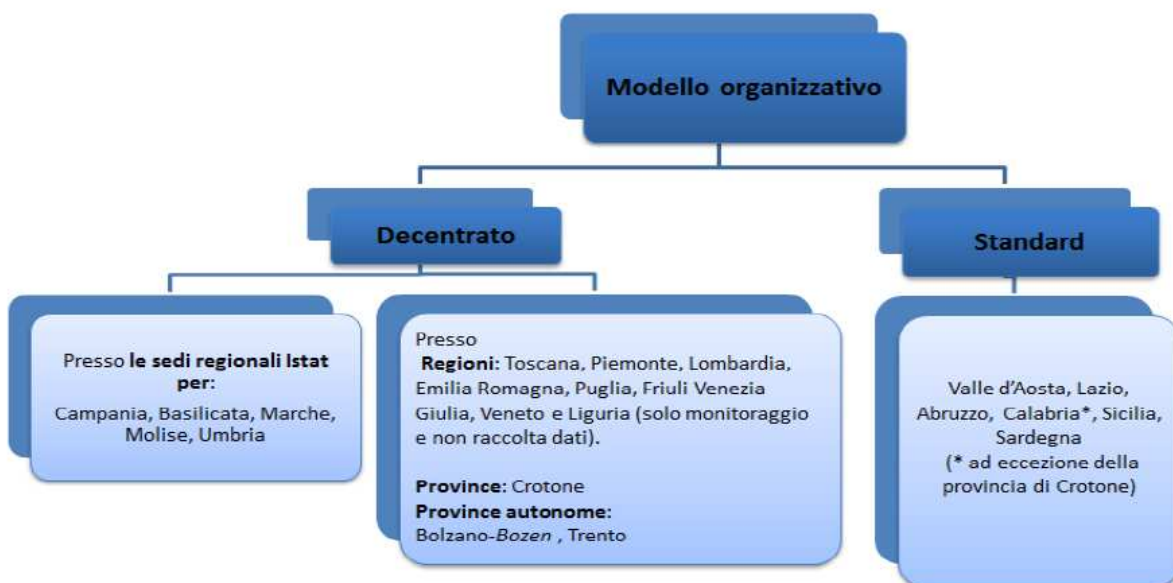 Modello organizzativo
Decentrato
Standard
Presso le sedi regionali Istat
per:
Campania, Basilicata, Marche,
Molise, Umbria
Presso
Regioni: Toscana, Piemonte, Lombardia,
Emilia Romagna, Puglia, Friuli Venezia
Giulia, Veneto e Liguria (solo monitoraggio
e non raccolta dati).
Province: Crotone
Province autonome:
Bolzano-Bozen , Trento
Valle d’Aosta, Lazio,
Abruzzo, Calabria*, Sicilia,
Sardegna
(* ad eccezione della
provincia di Crotone)